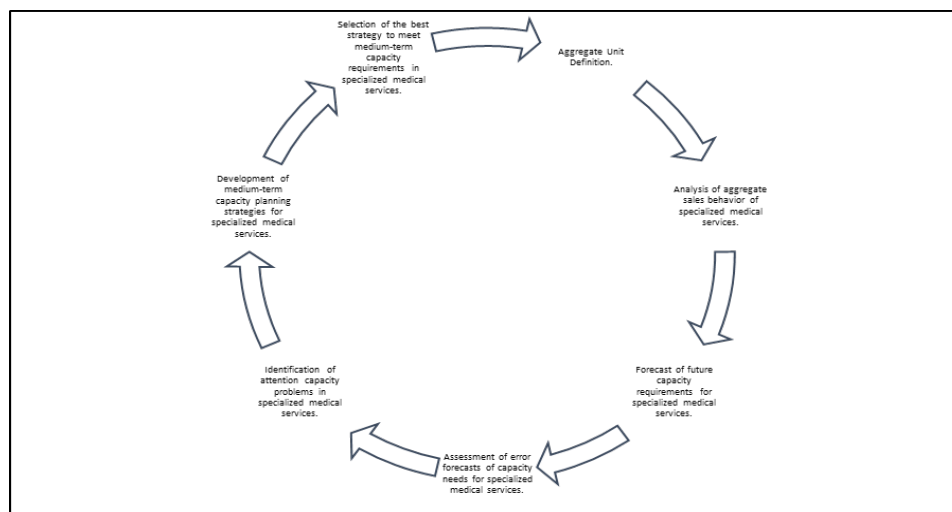 Selection of the best
strategy to meet
medium-term
capacity
requirements in
specialized medical
services.
Aggregate Unit
Definition.
Analysis of aggregate
sales behavior of
specialized medical
services.
Forecast of future
capacity
requirements for
specialized medical
services.
Assessment of error
forecasts of capacity
needs for specialized
medical services.
Identification of
attention capacity
problems in
specialized medical
services.
Development of
medium-term
capacity planning
strategies for
specialized medical
services.